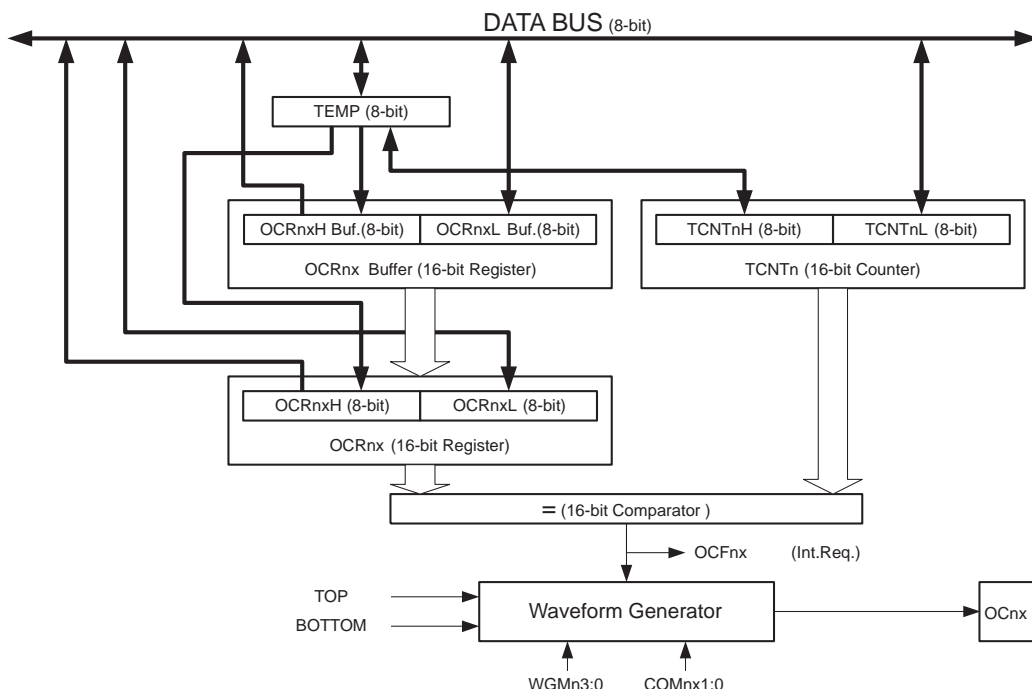 DATA BUS (8-bit)
TEMP (8-bit)
OCRnxH Buf.(8-bit) OCRnxL Buf.(8-bit)
OCRnx Buffer (16-bit Register)
TCNTnH (8-bit) TCNTnL (8-bit)
TCNTn (16-bit Counter)
OCRnxH (8-bit) OCRnxL (8-bit)
OCRnx (16-bit Register)
= (16-bit Comparator )
OCFnx (Int.Req.)
TOP
BOTTOM
Waveform Generator
OCnx
WGMn3:0 COMnx1:0